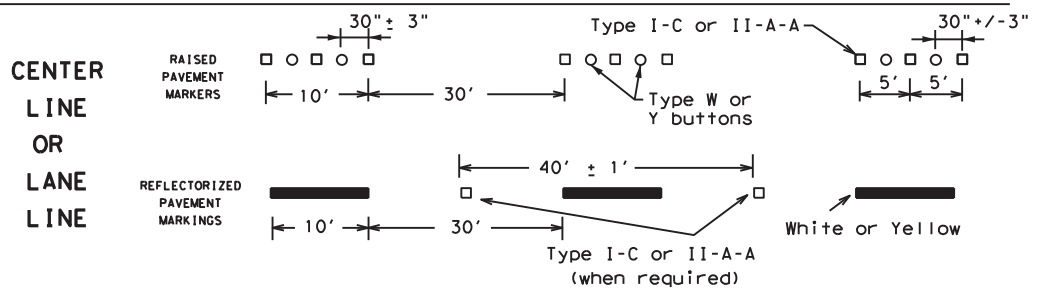 CENTER
LINE
OR
LANE
LINE
RAISED
PAVEMENT
MARKERS
30"± 3"
10'
30'
Type I-C or II-A-A
Type W or
Y buttons
30"+/-3"
5'
5'
REFLECTORIZED
PAVEMENT
MARKINGS
40' ± 1'
10'
30'
Type I-C or II-A-A
(when required)
White or Yellow